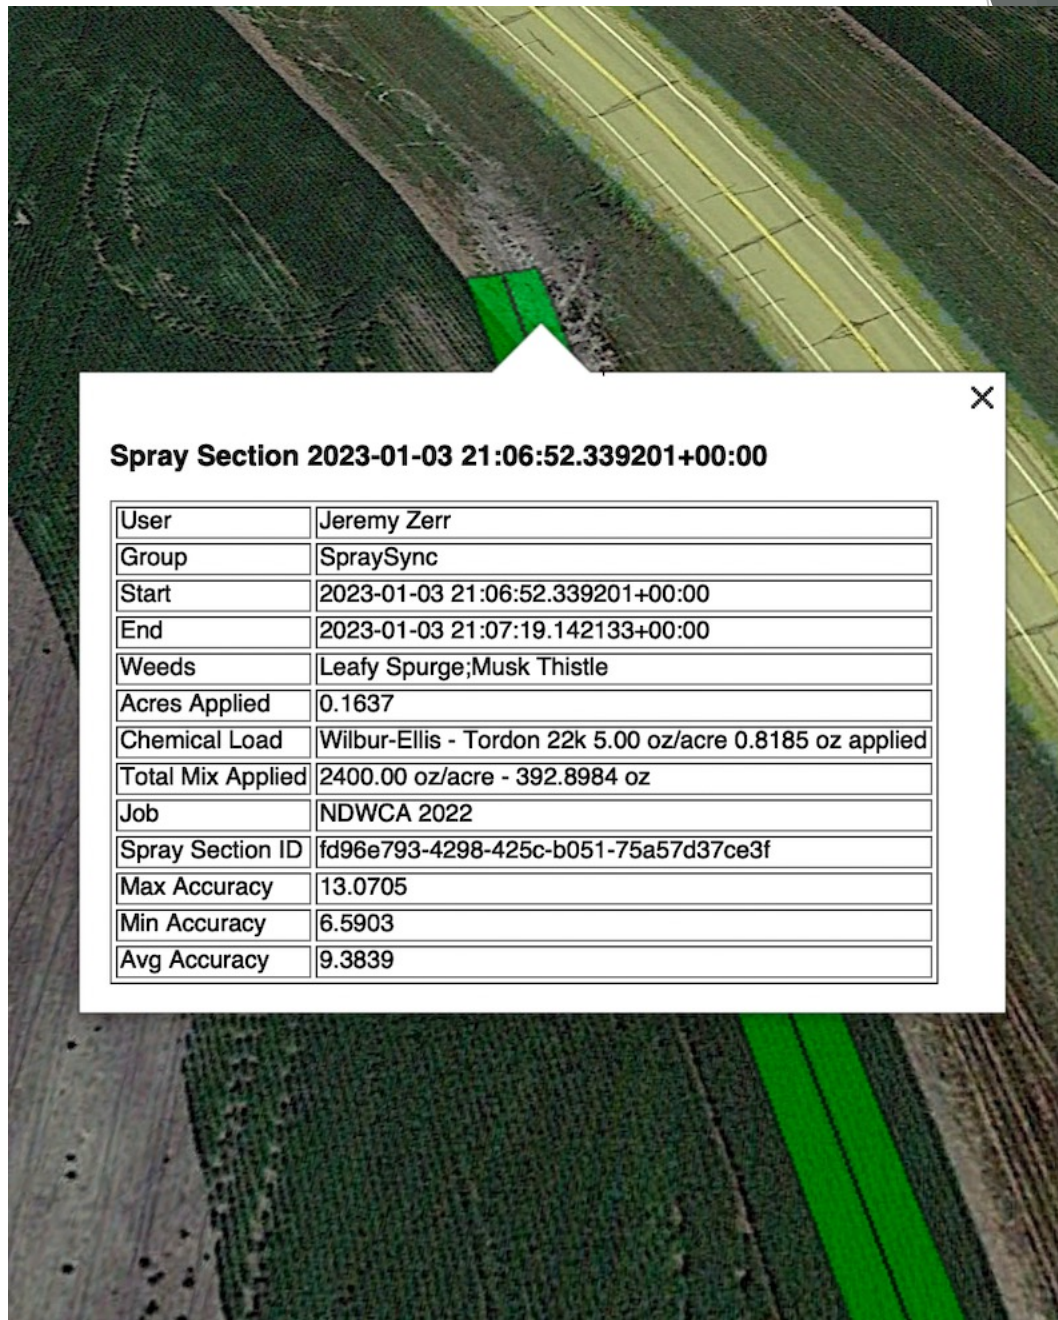 Spray Section 2023-01-03 21:06:52.339201+00:00
User Jeremy Zerr
Group SpraySync
Start 2023-01-03 21:06:52.339201+00:00
End 2023-01-03 21:07:19.142133+00:00
Weeds Leafy Spurge;Musk Thistle
Acres Applied 0.1637
Chemical Load Wilbur-Ellis - Tordon 22k 5.00 oz/acre 0.8185 oz applied
Total Mix Applied 2400.00 oz/acre - 392.8984 oz
Job NDWCA 2022
Spray Section ID fd96e793-4298-425c-b051-75a57d37ce3f
Max Accuracy 13.0705
Min Accuracy 6.5903
Avg Accuracy 9.3839